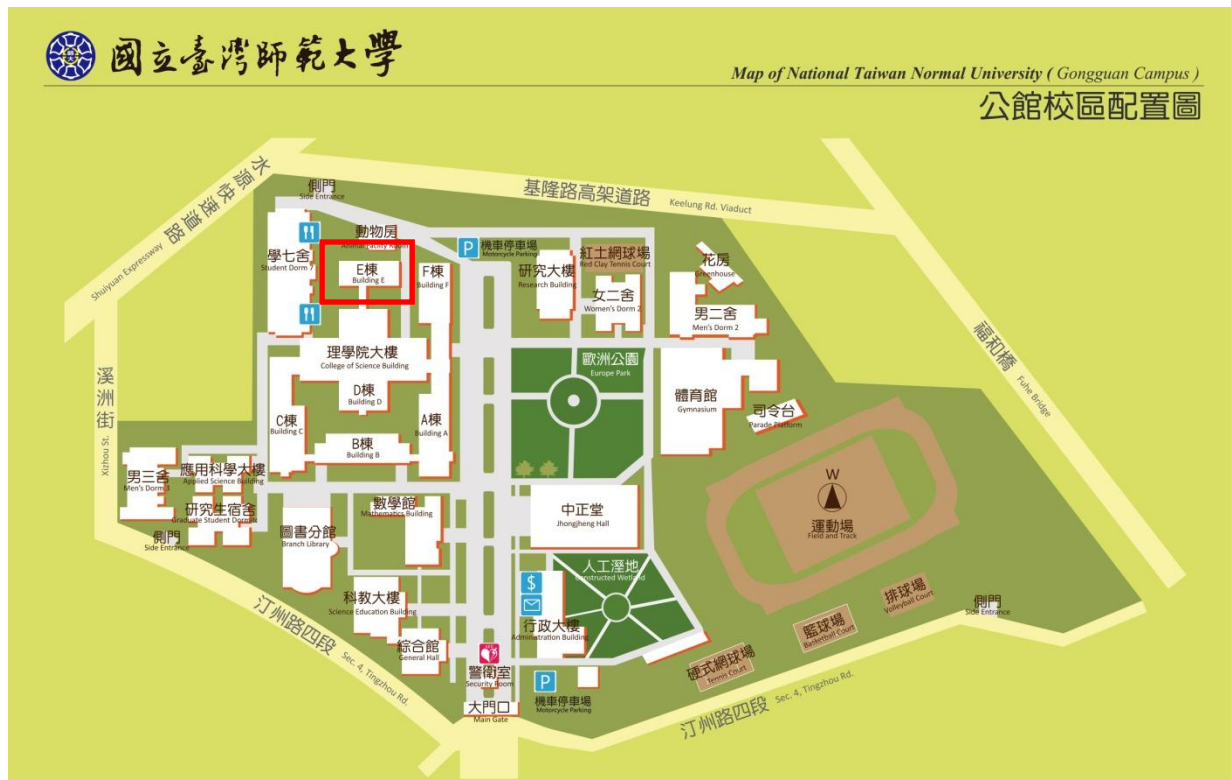 國立臺灣師範大學
Map of National Taiwan Normal University ( Gongguan Campus )
公館校區配置圖
水源快速道路
Shuiyuan Expressway
側門
Side Entrance
基隆路高架道路
Keelung Rd. Viaduct
動物房
Animal Facility Room
P
機車停車場
Motorcycle Parking
學七舍
Student Dorm 7
E棟
Building E
F棟
Building F
研究大樓
Research Building
紅土網球場
Red Clay Tennis Court
花房
Greenhouse
女二舍
Women's Dorm 2
男二舍
Men's Dorm 2
福和橋
Fuhe Bridge
理學院大樓
College of Science Building
歐洲公園
Europe Park
溪洲街
Xizhou St.
D棟
Building D
體育館
Gymnasium
司令台
Parade Platform
C棟
Building C
A棟
Building A
B棟
Building B
男三舍
Men's Dorm 3
應用科學大樓
Applied Science Building
W
研究生宿舍
Graduate Student Dorm
數學館
Mathematics Building
中正堂
Jhongjheng Hall
運動場
Field and Track
側門
Side Entrance
圖書分館
Branch Library
人工溼地
Constructed Wetland
$
科教大樓
Science Education Building
排球場
Volleyball Court
側門
Side Entrance
汀州路四段
Sec. 4, Tingzhou Rd.
行政大樓
Administration Building
籃球場
Basketball Court
綜合館
General Hall
警衛室
Security Room
硬式網球場
Tennis Court
P
機車停車場
Motorcycle Parking
大門口
Main Gate
汀州路四段
Sec. 4, Tingzhou Rd.